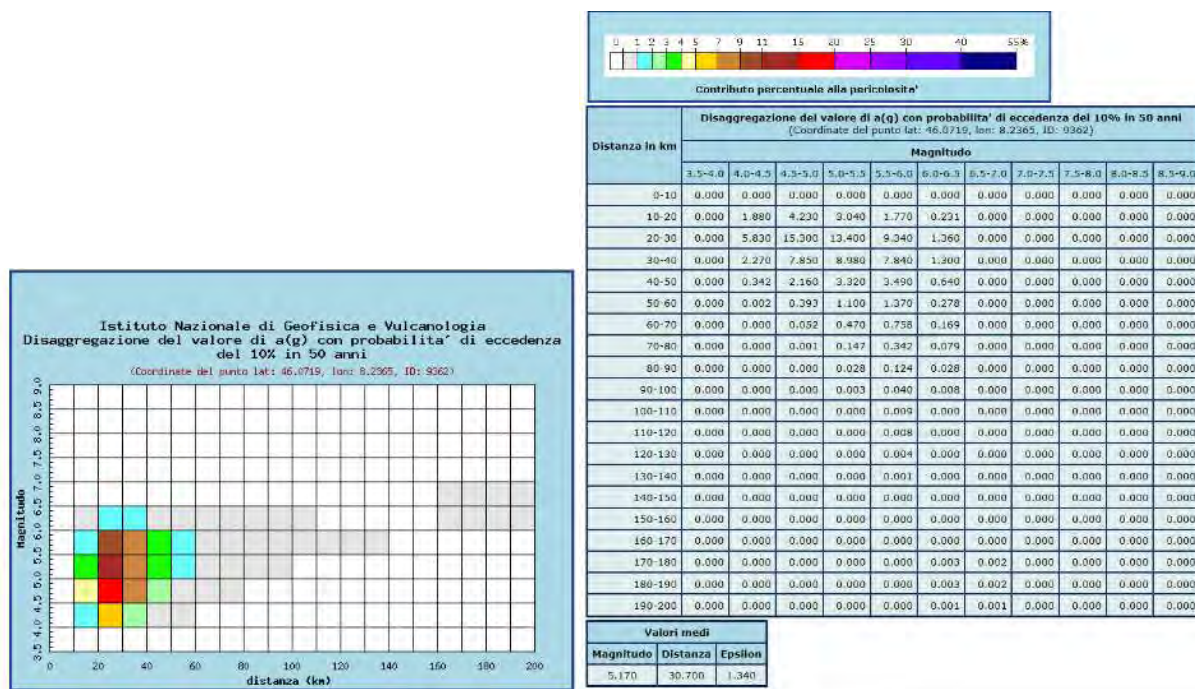 0 1 2 3 4 5 7 9 11 15 20 25 30 40 55%
Contributo percentuale alla pericolosita'
Disaggregazione del valore di a(g) con probabilita' di eccedenza del 10% in 50 anni
(Coordinate del punto lat: 46.0719, lon: 8.2365, ID: 9362)
Distanza in km
Magnitudo
3.5-4.0 4.0-4.5 4.5-5.0 5.0-5.5 5.5-6.0 6.0-6.5 6.5-7.0 7.0-7.5 7.5-8.0 8.0-8.5 8.5-9.0
0-10 0.000 0.000 0.000 0.000 0.000 0.000 0.000 0.000 0.000 0.000 0.000
10-20 0.000 1.880 4.230 3.040 1.770 0.231 0.000 0.000 0.000 0.000 0.000
20-30 0.000 5.830 15.300 13.400 9.340 1.360 0.000 0.000 0.000 0.000 0.000
30-40 0.000 2.270 7.850 8.980 7.840 1.300 0.000 0.000 0.000 0.000 0.000
40-50 0.000 0.342 2.160 3.320 3.490 0.640 0.000 0.000 0.000 0.000 0.000
50-60 0.000 0.002 0.393 1.100 1.370 0.278 0.000 0.000 0.000 0.000 0.000
60-70 0.000 0.000 0.052 0.470 0.758 0.169 0.000 0.000 0.000 0.000 0.000
70-80 0.000 0.000 0.001 0.147 0.342 0.079 0.000 0.000 0.000 0.000 0.000
80-90 0.000 0.000 0.000 0.028 0.124 0.028 0.000 0.000 0.000 0.000 0.000
90-100 0.000 0.000 0.000 0.003 0.040 0.008 0.000 0.000 0.000 0.000 0.000
100-110 0.000 0.000 0.000 0.000 0.009 0.000 0.000 0.000 0.000 0.000 0.000
110-120 0.000 0.000 0.000 0.000 0.008 0.000 0.000 0.000 0.000 0.000 0.000
120-130 0.000 0.000 0.000 0.000 0.004 0.000 0.000 0.000 0.000 0.000 0.000
130-140 0.000 0.000 0.000 0.000 0.001 0.000 0.000 0.000 0.000 0.000 0.000
140-150 0.000 0.000 0.000 0.000 0.000 0.000 0.000 0.000 0.000 0.000 0.000
150-160 0.000 0.000 0.000 0.000 0.000 0.000 0.000 0.000 0.000 0.000 0.000
160-170 0.000 0.000 0.000 0.000 0.000 0.000 0.000 0.000 0.000 0.000 0.000
170-180 0.000 0.000 0.000 0.000 0.000 0.003 0.002 0.000 0.000 0.000 0.000
180-190 0.000 0.000 0.000 0.000 0.000 0.003 0.002 0.000 0.000 0.000 0.000
190-200 0.000 0.000 0.000 0.000 0.000 0.001 0.001 0.000 0.000 0.000 0.000
Valori medi
Magnitudo Distanza Epsilon
5.170 30.700 1.340
Istituto Nazionale di Geofisica e Vulcanologia
Disaggregazione del valore di a(g) con probabilita' di eccedenza
del 10% in 50 anni
(Coordinate del punto lat: 46.0719, lon: 8.2365, ID: 9362)
Magnitudo
3.5 4.0 4.5 5.0 5.5 6.0 6.5 7.0 7.5 8.0 8.5 9.0
0 20 40 60 80 100 120 140 160 180 200
distanza (km)